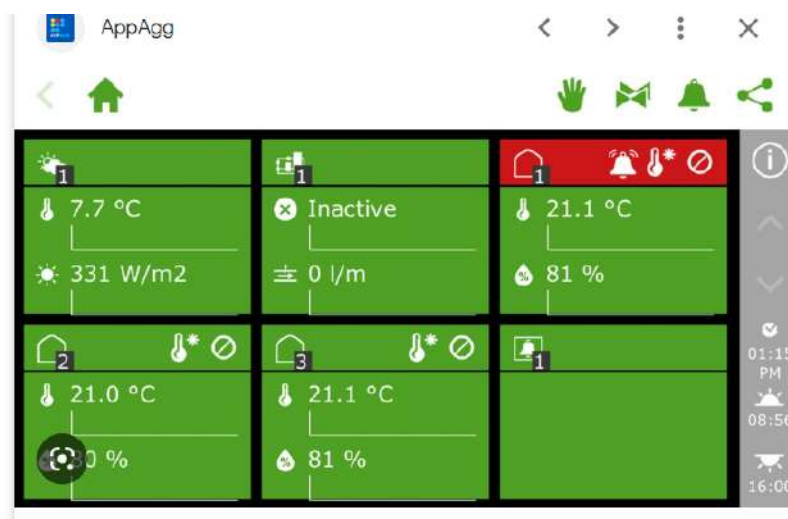 AppAgg
1
7.7 °C
331 W/m2
1
Inactive
0 l/m
1
21.1 °C
81 %
2
21.0 °C
80 %
3
21.1 °C
81 %
1
01:15
PM
08:56
16:00